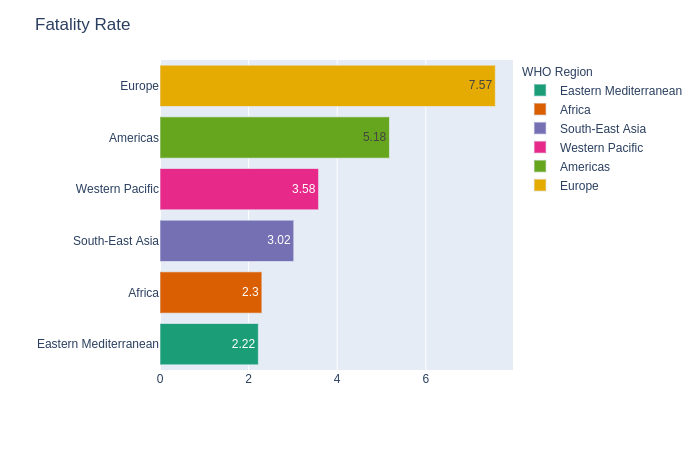 Fatality Rate
Europe 7.57
Americas 5.18
Western Pacific 3.58
South-East Asia 3.02
Africa 2.3
Eastern Mediterranean 2.22
0 2 4 6
WHO Region
Eastern Mediterranean
Africa
South-East Asia
Western Pacific
Americas
Europe